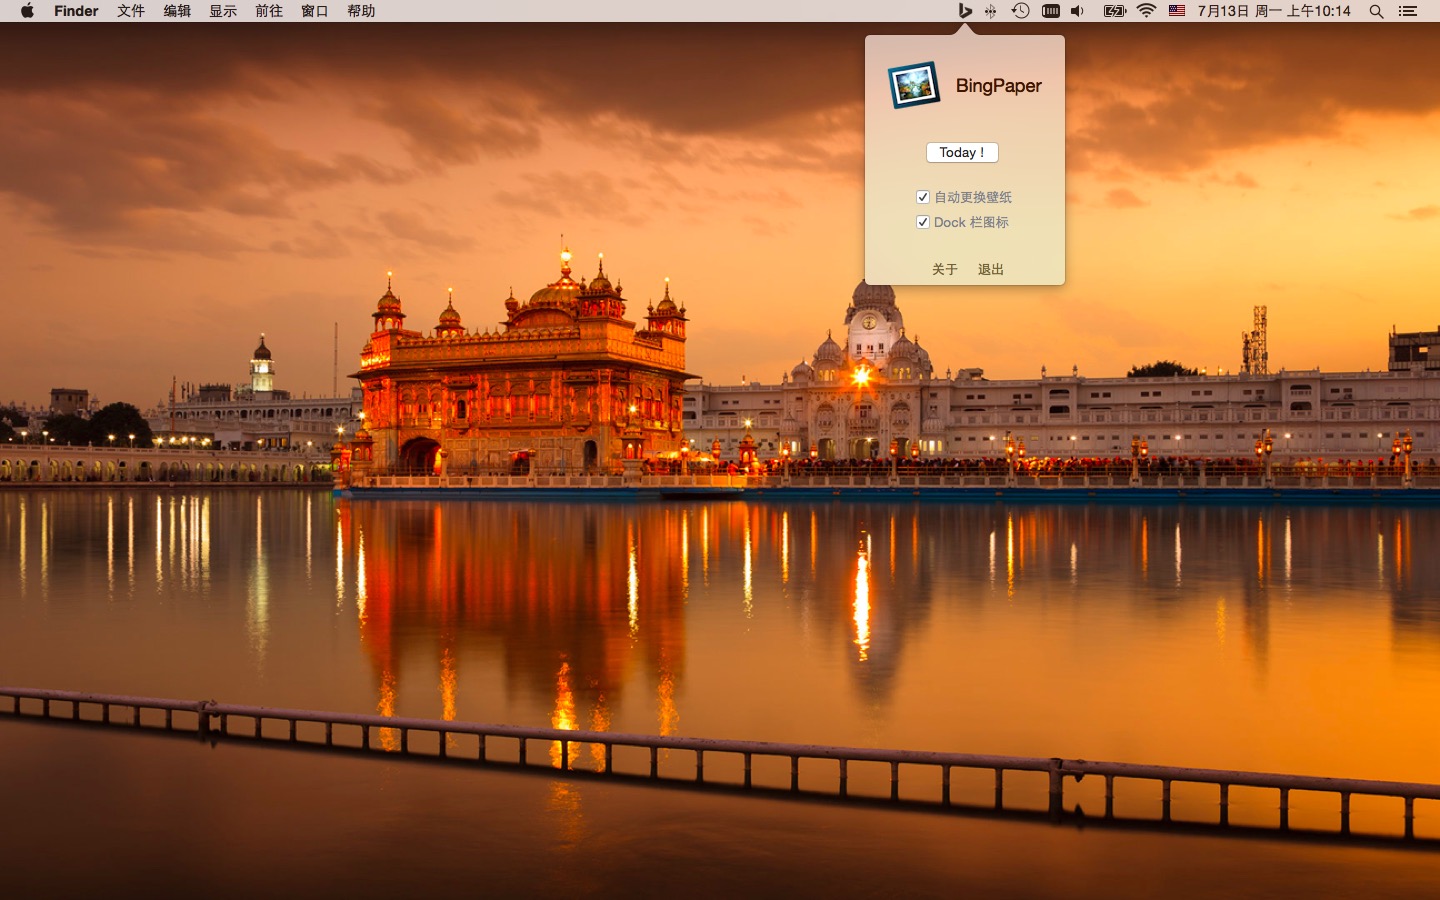 Finder 文件 编辑 显示 前往 窗口 帮助 7月13日 周一 上午10:14
BingPaper
Today !
自动更换壁纸
Dock 栏图标
关于 退出